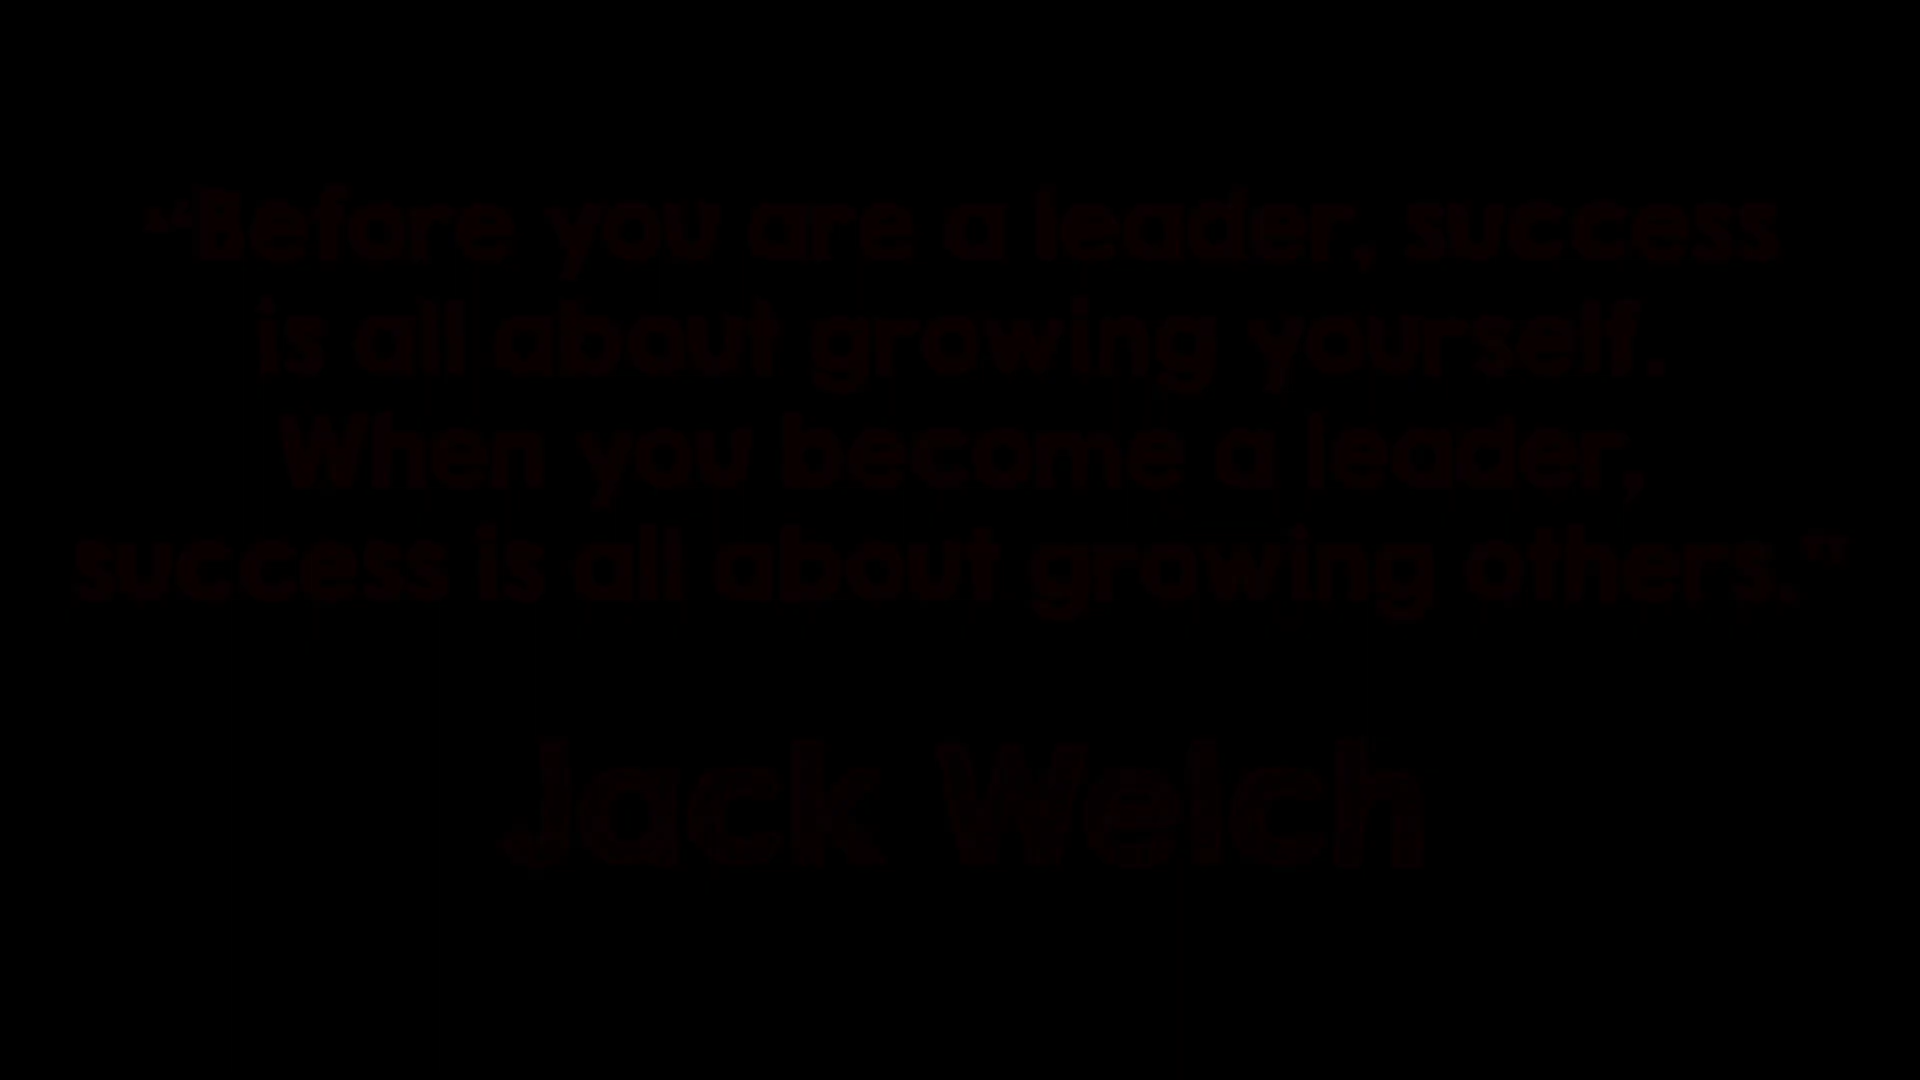 “Before you are a leader, success
is all about growing yourself.
When you become a leader,
success is all about growing others.”
Jack Welch